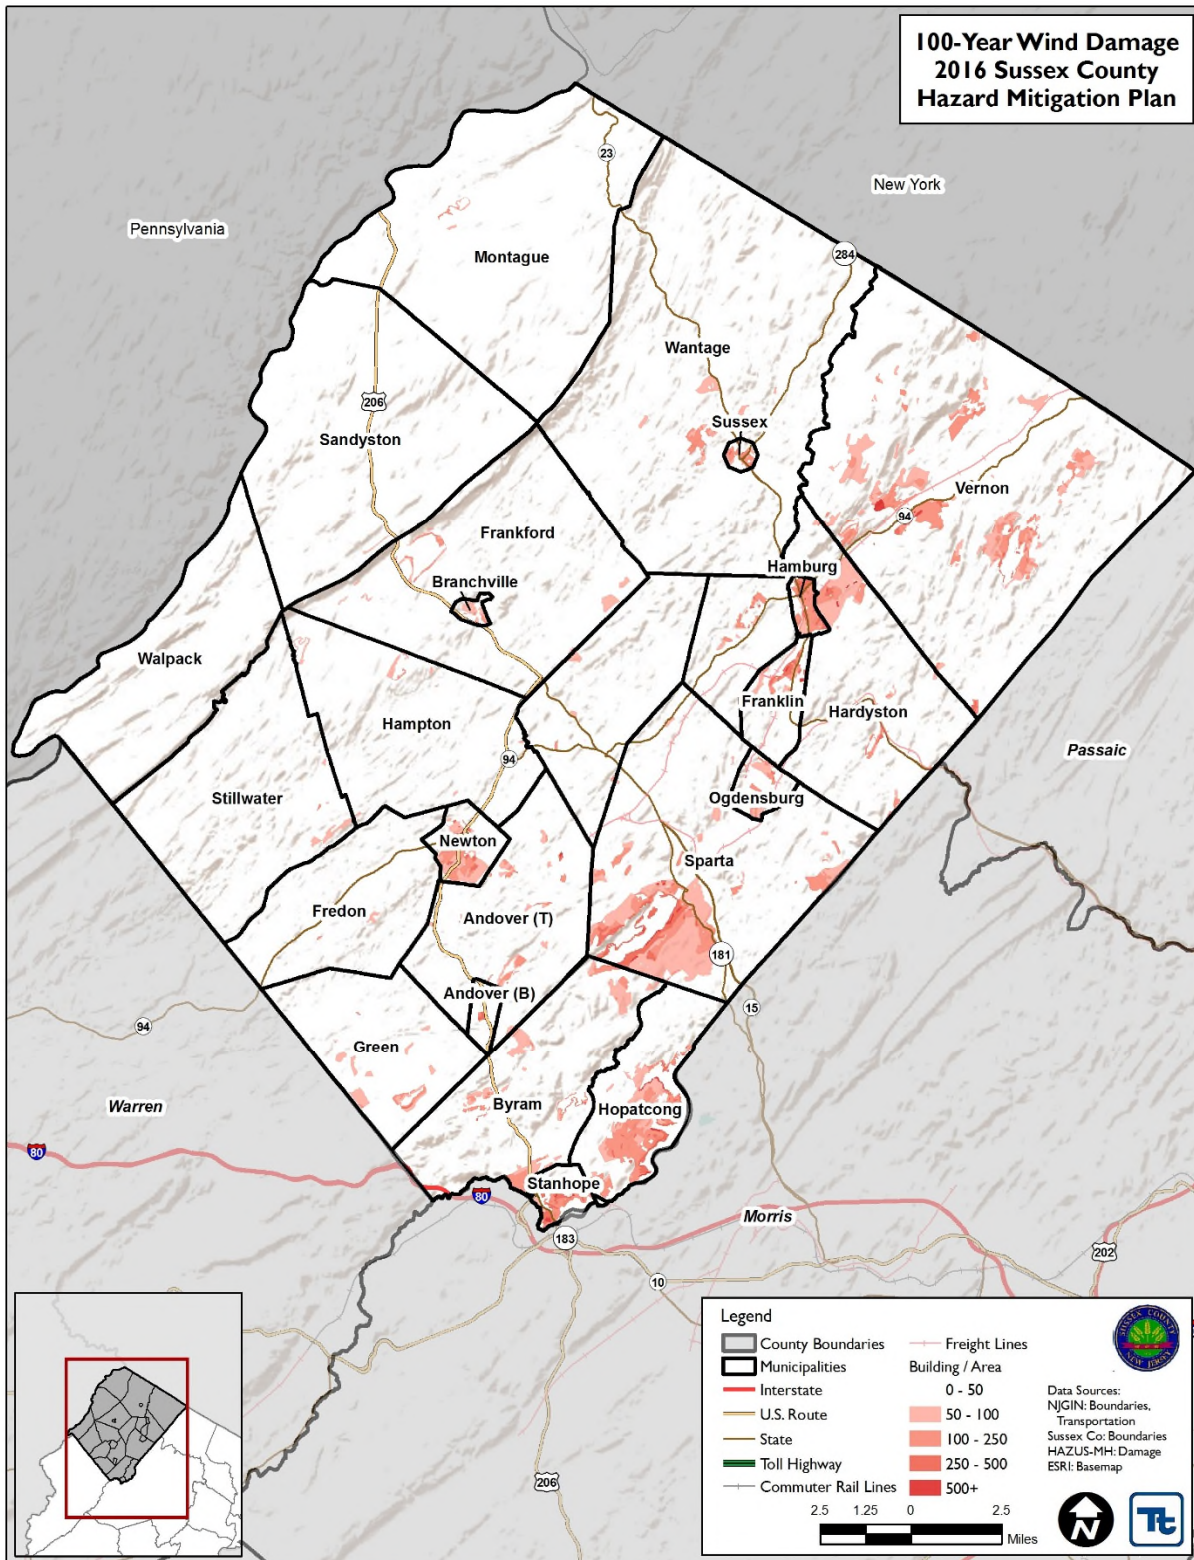 100-Year Wind Damage
2016 Sussex County
Hazard Mitigation Plan
23
New York
Pennsylvania
Montague
284
Wantage
206
Sussex
Sandyston
Vernon
94
Frankford
Hamburg
Branchville
Walpack
Franklin
Hardyston
Hampton
94
Passaic
Stillwater
Ogdensburg
Newton
Sparta
Fredon
Andover (T)
181
Andover (B)
15
94
Green
Byram
Hopatcong
Warren
80
Stanhope
80
Morris
183
202
10
206
Legend
County Boundaries
Municipalities
Interstate
U.S. Route
State
Toll Highway
Commuter Rail Lines
Freight Lines
Building / Area
0 - 50
50 - 100
100 - 250
250 - 500
500+
SUSSEX COUNTY
NEW JERSEY
Data Sources:
NJGIN: Boundaries,
Transportation
Sussex Co: Boundaries
HAZUS-MH: Damage
ESRI: Basemap
2.5 1.25 0 2.5
Miles
N
Tt